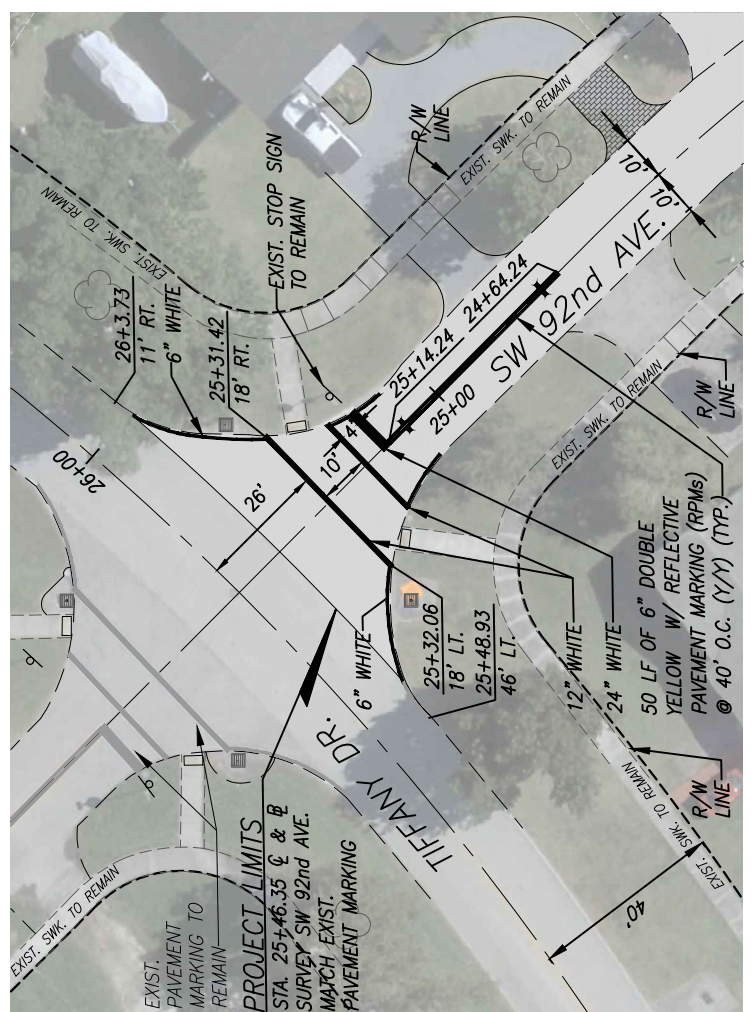 R/W
LINE
EXIST. SWK. TO REMAIN
10'
10'
EXIST. SWK. TO REMAIN
EXIST. STOP SIGN
TO REMAIN
26+3.73
11' RT.
6" WHITE
25+31.42
18' RT.
25+14.24
24+64.24
SW 92nd AVE.
25+00
4'
10'
26'
26+00
EXIST. SWK. TO REMAIN
R/W
LINE
6" WHITE
25+32.06
18' LT.
25+48.93
46' LT.
12" WHITE
24" WHITE
50 LF OF 6" DOUBLE
YELLOW W/ REFLECTIVE
PAVEMENT MARKING (RPMs)
@ 40' O.C. (Y/Y) (TYP.)
TIFFANY DR.
R/W
LINE
EXIST. SWK. TO REMAIN
40'
EXIST. SWK. TO REMAIN
EXIST.
PAVEMENT
MARKING TO
REMAIN
PROJECT LIMITS
STA. 25+46.35 ℄ & BL
SURVEY SW 92nd AVE.
MATCH EXIST.
PAVEMENT MARKING